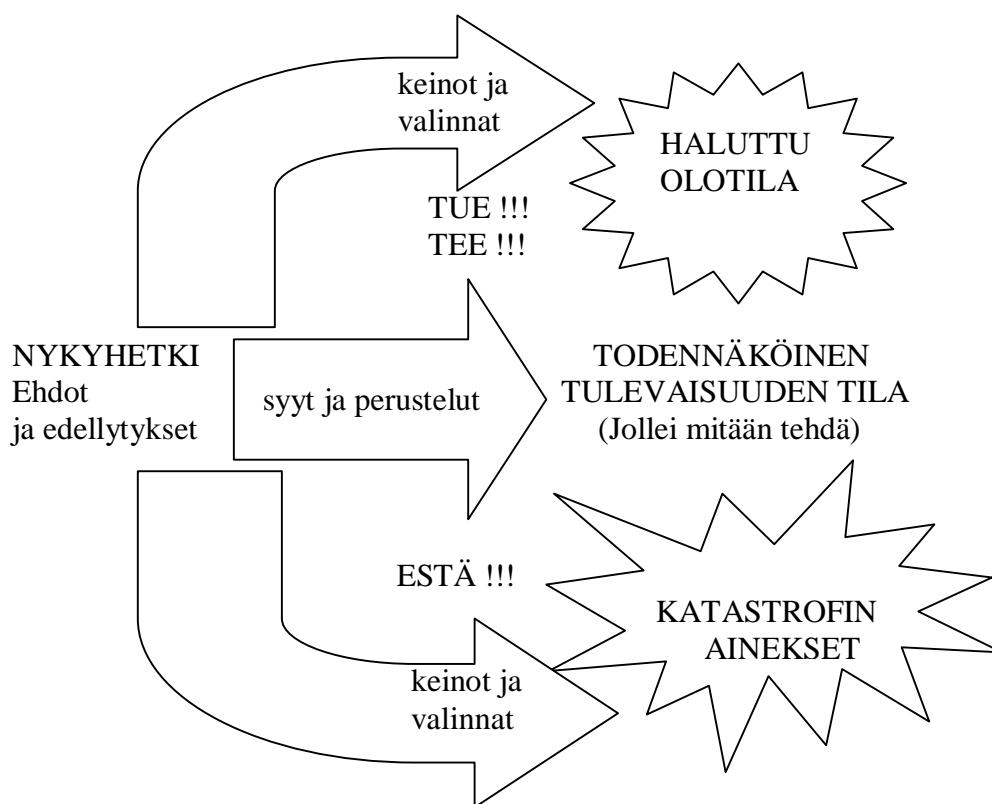 keinot ja
valinnat
HALUTTU
OLOTILA
TUE !!!
TEE !!!
NYKYHETKI
Ehdot
ja edellytykset
syyt ja perustelut
TODENNÄKÖINEN
TULEVAISUUDEN TILA
(Jollei mitään tehdä)
ESTÄ !!!
KATASTROFIN
AINEKSET
keinot ja
valinnat